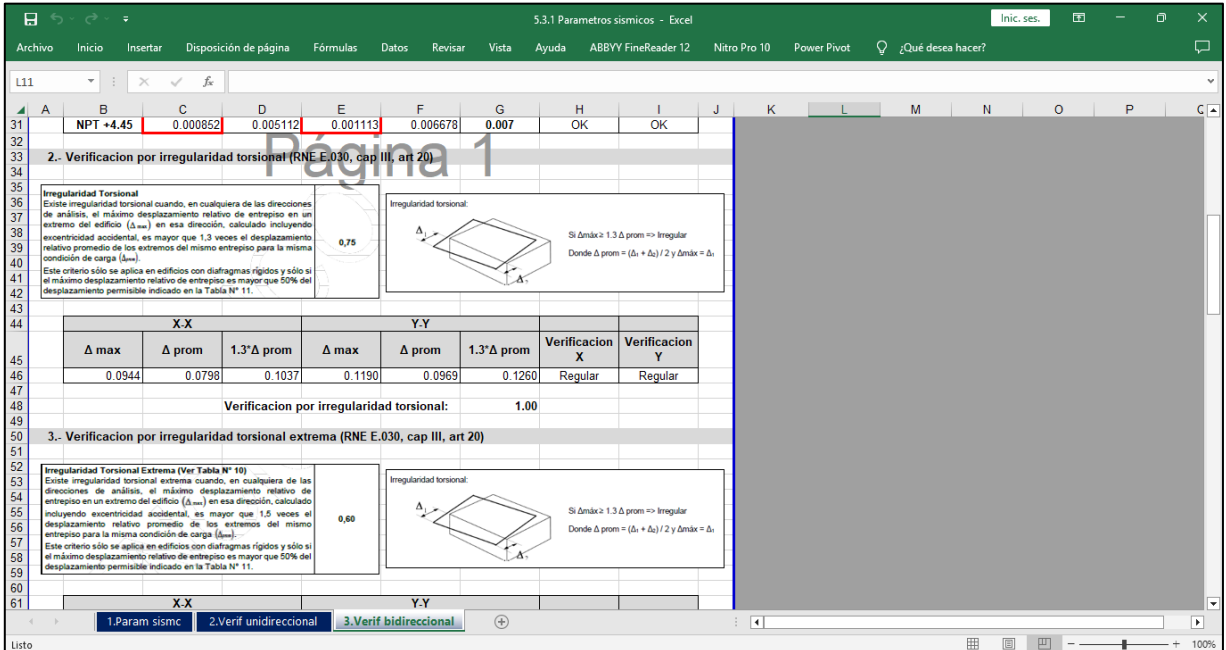 5.3.1 Parametros sismicos - Excel
Inic. ses.
Archivo Inicio Insertar Disposición de página Fórmulas Datos Revisar Vista Ayuda ABBYY FineReader 12 Nitro Pro 10 Power Pivot ¿Qué desea hacer?
L11 fx
A B C D E F G H I J K L M N O P
31 NPT +4.45 0.000852 0.005112 0.001113 0.006678 0.007 OK OK
32
Página 1
33 2.- Verificacion por irregularidad torsional (RNE E.030, cap III, art 20)
34
35
36
37
38
39
40
41
42
Irregularidad Torsional
Existe irregularidad torsional cuando, en cualquiera de las direcciones
de análisis, el máximo desplazamiento relativo de entrepiso en un
extremo del edificio (Δ max) en esa dirección, calculado incluyendo
excentricidad accidental, es mayor que 1,3 veces el desplazamiento
relativo promedio de los extremos del mismo entrepiso para la misma
condición de carga (Δprom).
Este criterio sólo se aplica en edificios con diafragmas rígidos y sólo si
el máximo desplazamiento relativo de entrepiso es mayor que 50% del
desplazamiento permisible indicado en la Tabla N° 11.
0,75
Irregularidad torsional:
Δ1
Δ2
Si Δmáx ≥ 1.3 Δ prom => Irregular
Donde Δ prom = (Δ1 + Δ2) / 2 y Δmáx = Δ1
43
44 X-X Y-Y
45 Δ max Δ prom 1.3*Δ prom Δ max Δ prom 1.3*Δ prom Verificacion X Verificacion Y
46 0.0944 0.0798 0.1037 0.1190 0.0969 0.1260 Regular Regular
47
48 Verificacion por irregularidad torsional: 1.00
49
50 3.- Verificacion por irregularidad torsional extrema (RNE E.030, cap III, art 20)
51
52
53
54
55
56
57
58
59
Irregularidad Torsional Extrema (Ver Tabla N° 10)
Existe irregularidad torsional extrema cuando, en cualquiera de las
direcciones de análisis, el máximo desplazamiento relativo de
entrepiso en un extremo del edificio (Δ max) en esa dirección, calculado
incluyendo excentricidad accidental, es mayor que 1,5 veces el
desplazamiento relativo promedio de los extremos del mismo
entrepiso para la misma condición de carga (Δprom).
Este criterio sólo se aplica en edificios con diafragmas rígidos y sólo si
el máximo desplazamiento relativo de entrepiso es mayor que 50% del
desplazamiento permisible indicado en la Tabla N° 11.
0,60
Irregularidad torsional:
Δ1
Δ2
Si Δmáx ≥ 1.3 Δ prom => Irregular
Donde Δ prom = (Δ1 + Δ2) / 2 y Δmáx = Δ1
60
61 X-X Y-Y
1.Param sismc 2.Verif unidireccional 3.Verif bidireccional
Listo 100%